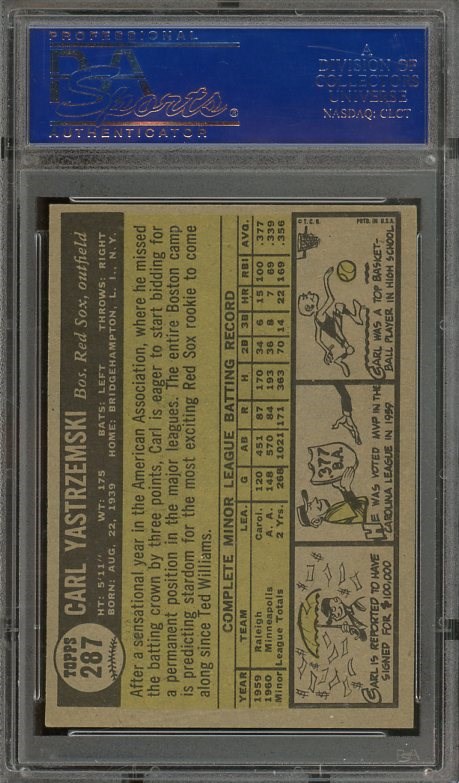 PROFESSIONAL
PSA
Sports®
AUTHENTICATOR
A
DIVISION OF
COLLECTORS
UNIVERSE
NASDAQ: CLCT
TOPPS
287
CARL YASTRZEMSKI Bos. Red Sox, outfield
HT: 5'11" WT: 175 BATS: LEFT THROWS: RIGHT
BORN: AUG. 22, 1939 HOME: BRIDGEHAMPTON, L. I., N.Y.
After a sensational year in the American Association, where he missed
the batting crown by three points, Carl is eager to start bidding for
a permanent position in the major leagues. The entire Boston camp
is predicting stardom for the most exciting Red Sox rookie to come
along since Ted Williams.
COMPLETE MINOR LEAGUE BATTING RECORD
YEAR TEAM LEA. G AB R H 2B 3B HR RBI AVG.
1959 Raleigh Carol. 120 451 87 170 34 6 15 100 .377
1960 Minneapolis A. A. 148 570 84 193 36 8 7 69 .339
Minor League Totals 2 Yrs. 268 1021 171 363 70 14 22 169 .356
CARL IS REPORTED TO HAVE
SIGNED FOR $100,000
377
B.A.
HE WAS VOTED MVP IN THE
CAROLINA LEAGUE IN 1959
© T.C.G.
PRTD. IN U.S.A.
CARL WAS A TOP BASKET-
BALL PLAYER IN HIGH SCHOOL
PSA